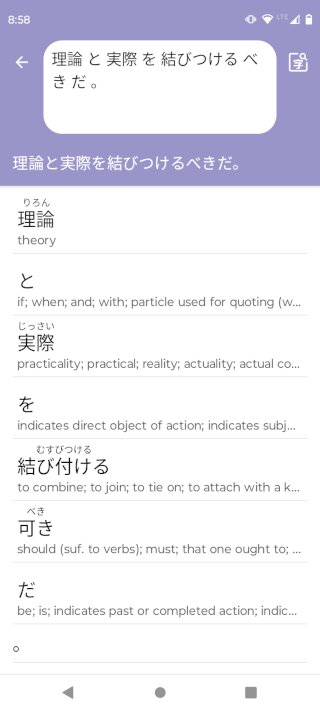 8:58
LTE
理論 と 実際 を 結びつける べ
き だ 。
字
理論と実際を結びつけるべきだ。
りろん
理論
theory
と
if; when; and; with; particle used for quoting (w...
じっさい
実際
practicality; practical; reality; actuality; actual co...
を
indicates direct object of action; indicates subj...
むすびつける
結び付ける
to combine; to join; to tie on; to attach with a k...
べき
可き
should (suf. to verbs); must; that one ought to; ...
だ
be; is; indicates past or completed action; indic...
。